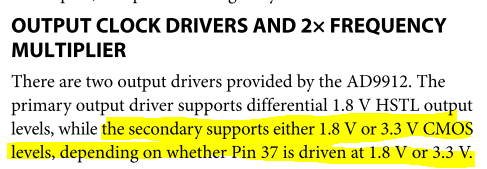 OUTPUT CLOCK DRIVERS AND 2× FREQUENCY
MULTIPLIER
There are two output drivers provided by the AD9912. The
primary output driver supports differential 1.8 V HSTL output
levels, while the secondary supports either 1.8 V or 3.3 V CMOS
levels, depending on whether Pin 37 is driven at 1.8 V or 3.3 V.